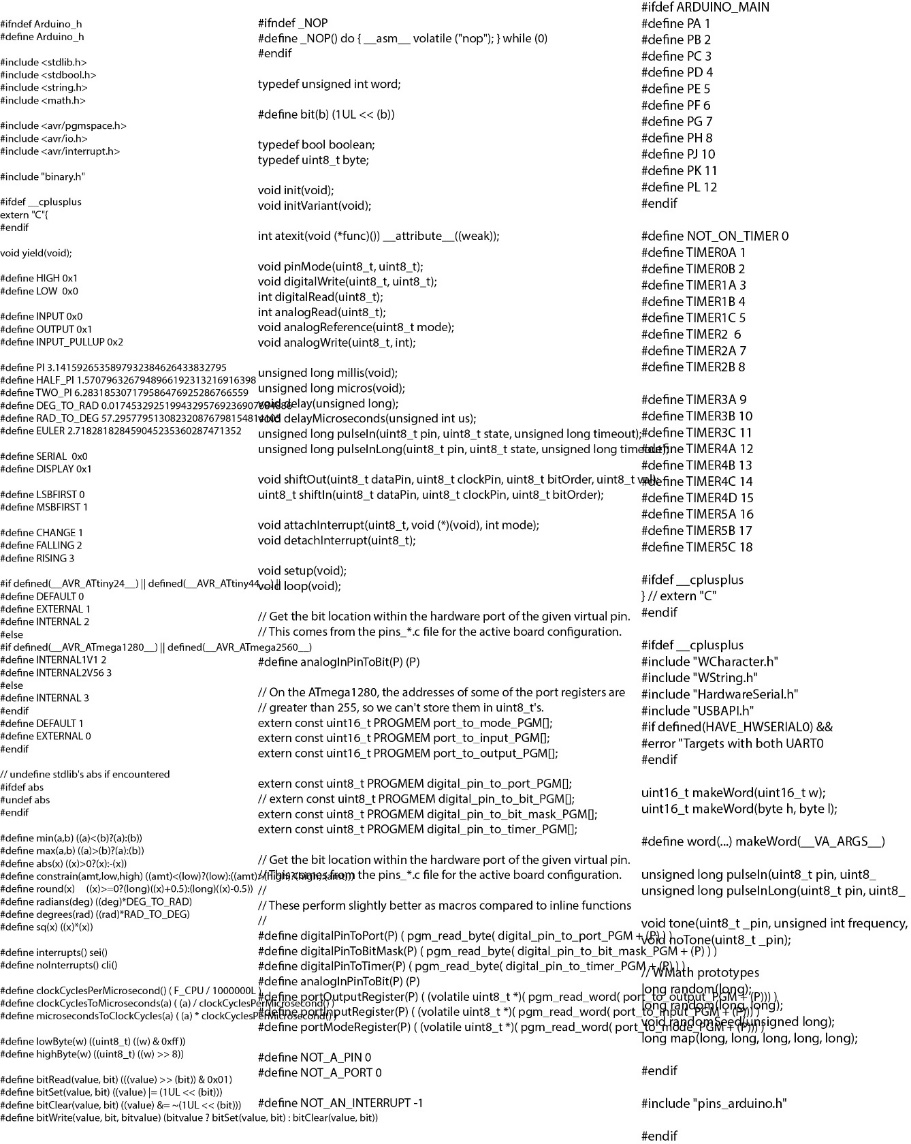 #ifndef Arduino_h
#define Arduino_h
#include <stdlib.h>
#include <stdbool.h>
#include <string.h>
#include <math.h>
#include <avr/pgmspace.h>
#include <avr/io.h>
#include <avr/interrupt.h>
#include "binary.h"
#ifdef __cplusplus
extern "C"{
#endif
void yield(void);
#define HIGH 0x1
#define LOW 0x0
#define INPUT 0x0
#define OUTPUT 0x1
#define INPUT_PULLUP 0x2
#define PI 3.1415926535897932384626433832795
#define HALF_PI 1.5707963267948966192313216916398
#define TWO_PI 6.283185307179586476925286766559
#define DEG_TO_RAD
#define RAD_TO_DEG
#define EULER 2.718281828459045235360287471352
#define SERIAL 0x0
#define DISPLAY 0x1
#define LSBFIRST 0
#define MSBFIRST 1
#define CHANGE 1
#define FALLING 2
#define RISING 3
#if defined(__AVR_ATtiny24__) ||
#define DEFAULT 0
#define EXTERNAL 1
#define INTERNAL 2
#else
#if defined(__AVR_ATmega1280__) || defined(__AVR_ATmega2560__)
#define INTERNAL1V1 2
#define INTERNAL2V56 3
#else
#define INTERNAL 3
#endif
#define DEFAULT 1
#define EXTERNAL 0
#endif
// undefine stdlib's abs if encountered
#ifdef abs
#undef abs
#endif
#define min(a,b) ((a)<(b)?(a):(b))
#define max(a,b) ((a)>(b)?(a):(b))
#define abs(x) ((x)>0?(x):-(x))
#define constrain(amt,low,high)
#define round(x) ((x)>=0?(long)((x)+0.5):(long)((x)-0.5))
#define radians(deg) ((deg)*DEG_TO_RAD)
#define degrees(rad) ((rad)*RAD_TO_DEG)
#define sq(x) ((x)*(x))
#define interrupts() sei()
#define noInterrupts() cli()
#define clockCyclesPerMicrosecond() ( F_CPU / 1000000L )
#define clockCyclesToMicroseconds(a) ( (a) /
#define microsecondsToClockCycles(a) ( (a) *
#define lowByte(w) ((uint8_t) ((w) & 0xff))
#define highByte(w) ((uint8_t) ((w) >> 8))
#define bitRead(value, bit) (((value) >> (bit)) & 0x01)
#define bitSet(value, bit) ((value) |= (1UL << (bit)))
#define bitClear(value, bit) ((value) &= ~(1UL << (bit)))
#define bitWrite(value, bit, bitvalue) (bitvalue ? bitSet(value, bit) : bitClear(value, bit))
#ifndef _NOP
#define _NOP() do { __asm__ volatile ("nop"); } while (0)
#endif
typedef unsigned int word;
#define bit(b) (1UL << (b))
typedef bool boolean;
typedef uint8_t byte;
void init(void);
void initVariant(void);
int atexit(void (*func)()) __attribute__((weak));
void pinMode(uint8_t, uint8_t);
void digitalWrite(uint8_t, uint8_t);
int digitalRead(uint8_t);
int analogRead(uint8_t);
void analogReference(uint8_t mode);
void analogWrite(uint8_t, int);
unsigned long millis(void);
unsigned long micros(void);
void delay(unsigned long);
void delayMicroseconds(unsigned int us);
unsigned long pulseIn(uint8_t pin, uint8_t state, unsigned long timeout);
unsigned long pulseInLong(uint8_t pin, uint8_t state, unsigned long timeout);
void shiftOut(uint8_t dataPin, uint8_t clockPin, uint8_t bitOrder, uint8_t val);
uint8_t shiftIn(uint8_t dataPin, uint8_t clockPin, uint8_t bitOrder);
void attachInterrupt(uint8_t, void (*)(void), int mode);
void detachInterrupt(uint8_t);
void setup(void);
void loop(void);
// Get the bit location within the hardware port of the given virtual pin.
// This comes from the pins_*.c file for the active board configuration.
#define analogInPinToBit(P) (P)
// On the ATmega1280, the addresses of some of the port registers are
// greater than 255, so we can't store them in uint8_t's.
extern const uint16_t PROGMEM port_to_mode_PGM[];
extern const uint16_t PROGMEM port_to_input_PGM[];
extern const uint16_t PROGMEM port_to_output_PGM[];
extern const uint8_t PROGMEM digital_pin_to_port_PGM[];
// extern const uint8_t PROGMEM digital_pin_to_bit_PGM[];
extern const uint8_t PROGMEM digital_pin_to_bit_mask_PGM[];
extern const uint8_t PROGMEM digital_pin_to_timer_PGM[];
// Get the bit location within the hardware port of the given virtual pin.
// This comes from the pins_*.c file for the active board configuration.
//
// These perform slightly better as macros compared to inline functions
//
#define digitalPinToPort(P) ( pgm_read_byte( digital_pin_to_port_PGM + (P) ) )
#define digitalPinToBitMask(P) ( pgm_read_byte( digital_pin_to_bit_mask_PGM + (P) ) )
#define digitalPinToTimer(P) ( pgm_read_byte( digital_pin_to_timer_PGM + (P) ) )
#define analogInPinToBit(P) (P)
#define portOutputRegister(P) ( (volatile uint8_t *)( pgm_read_word( port_to_output_PGM + (P))) )
#define portInputRegister(P) ( (volatile uint8_t *)( pgm_read_word( port_to_input_PGM + (P))) )
#define portModeRegister(P) ( (volatile uint8_t *)( pgm_read_word( port_to_mode_PGM + (P))) )
#define NOT_A_PIN 0
#define NOT_A_PORT 0
#define NOT_AN_INTERRUPT -1
#ifdef ARDUINO_MAIN
#define PA 1
#define PB 2
#define PC 3
#define PD 4
#define PE 5
#define PF 6
#define PG 7
#define PH 8
#define PJ 10
#define PK 11
#define PL 12
#endif
#define NOT_ON_TIMER 0
#define TIMER0A 1
#define TIMER0B 2
#define TIMER1A 3
#define TIMER1B 4
#define TIMER1C 5
#define TIMER2 6
#define TIMER2A 7
#define TIMER2B 8
#define TIMER3A 9
#define TIMER3B 10
#define TIMER3C 11
#define TIMER4A 12
#define TIMER4B 13
#define TIMER4C 14
#define TIMER4D 15
#define TIMER5A 16
#define TIMER5B 17
#define TIMER5C 18
#ifdef __cplusplus
} // extern "C"
#endif
#ifdef __cplusplus
#include "WCharacter.h"
#include "WString.h"
#include "HardwareSerial.h"
#include "USBAPI.h"
#if defined(HAVE_HWSERIAL0) &&
#error "Targets with both UART0
#endif
uint16_t makeWord(uint16_t w);
uint16_t makeWord(byte h, byte l);
#define word(...) makeWord(__VA_ARGS__)
unsigned long pulseIn(uint8_t pin, uint8_
unsigned long pulseInLong(uint8_t pin, uint8_
void tone(uint8_t _pin, unsigned int frequency,
void noTone(uint8_t _pin);
// WMath prototypes
long random(long);
long random(long, long);
void randomSeed(unsigned long);
long map(long, long, long, long, long);
#endif
#include "pins_arduino.h"
#endif